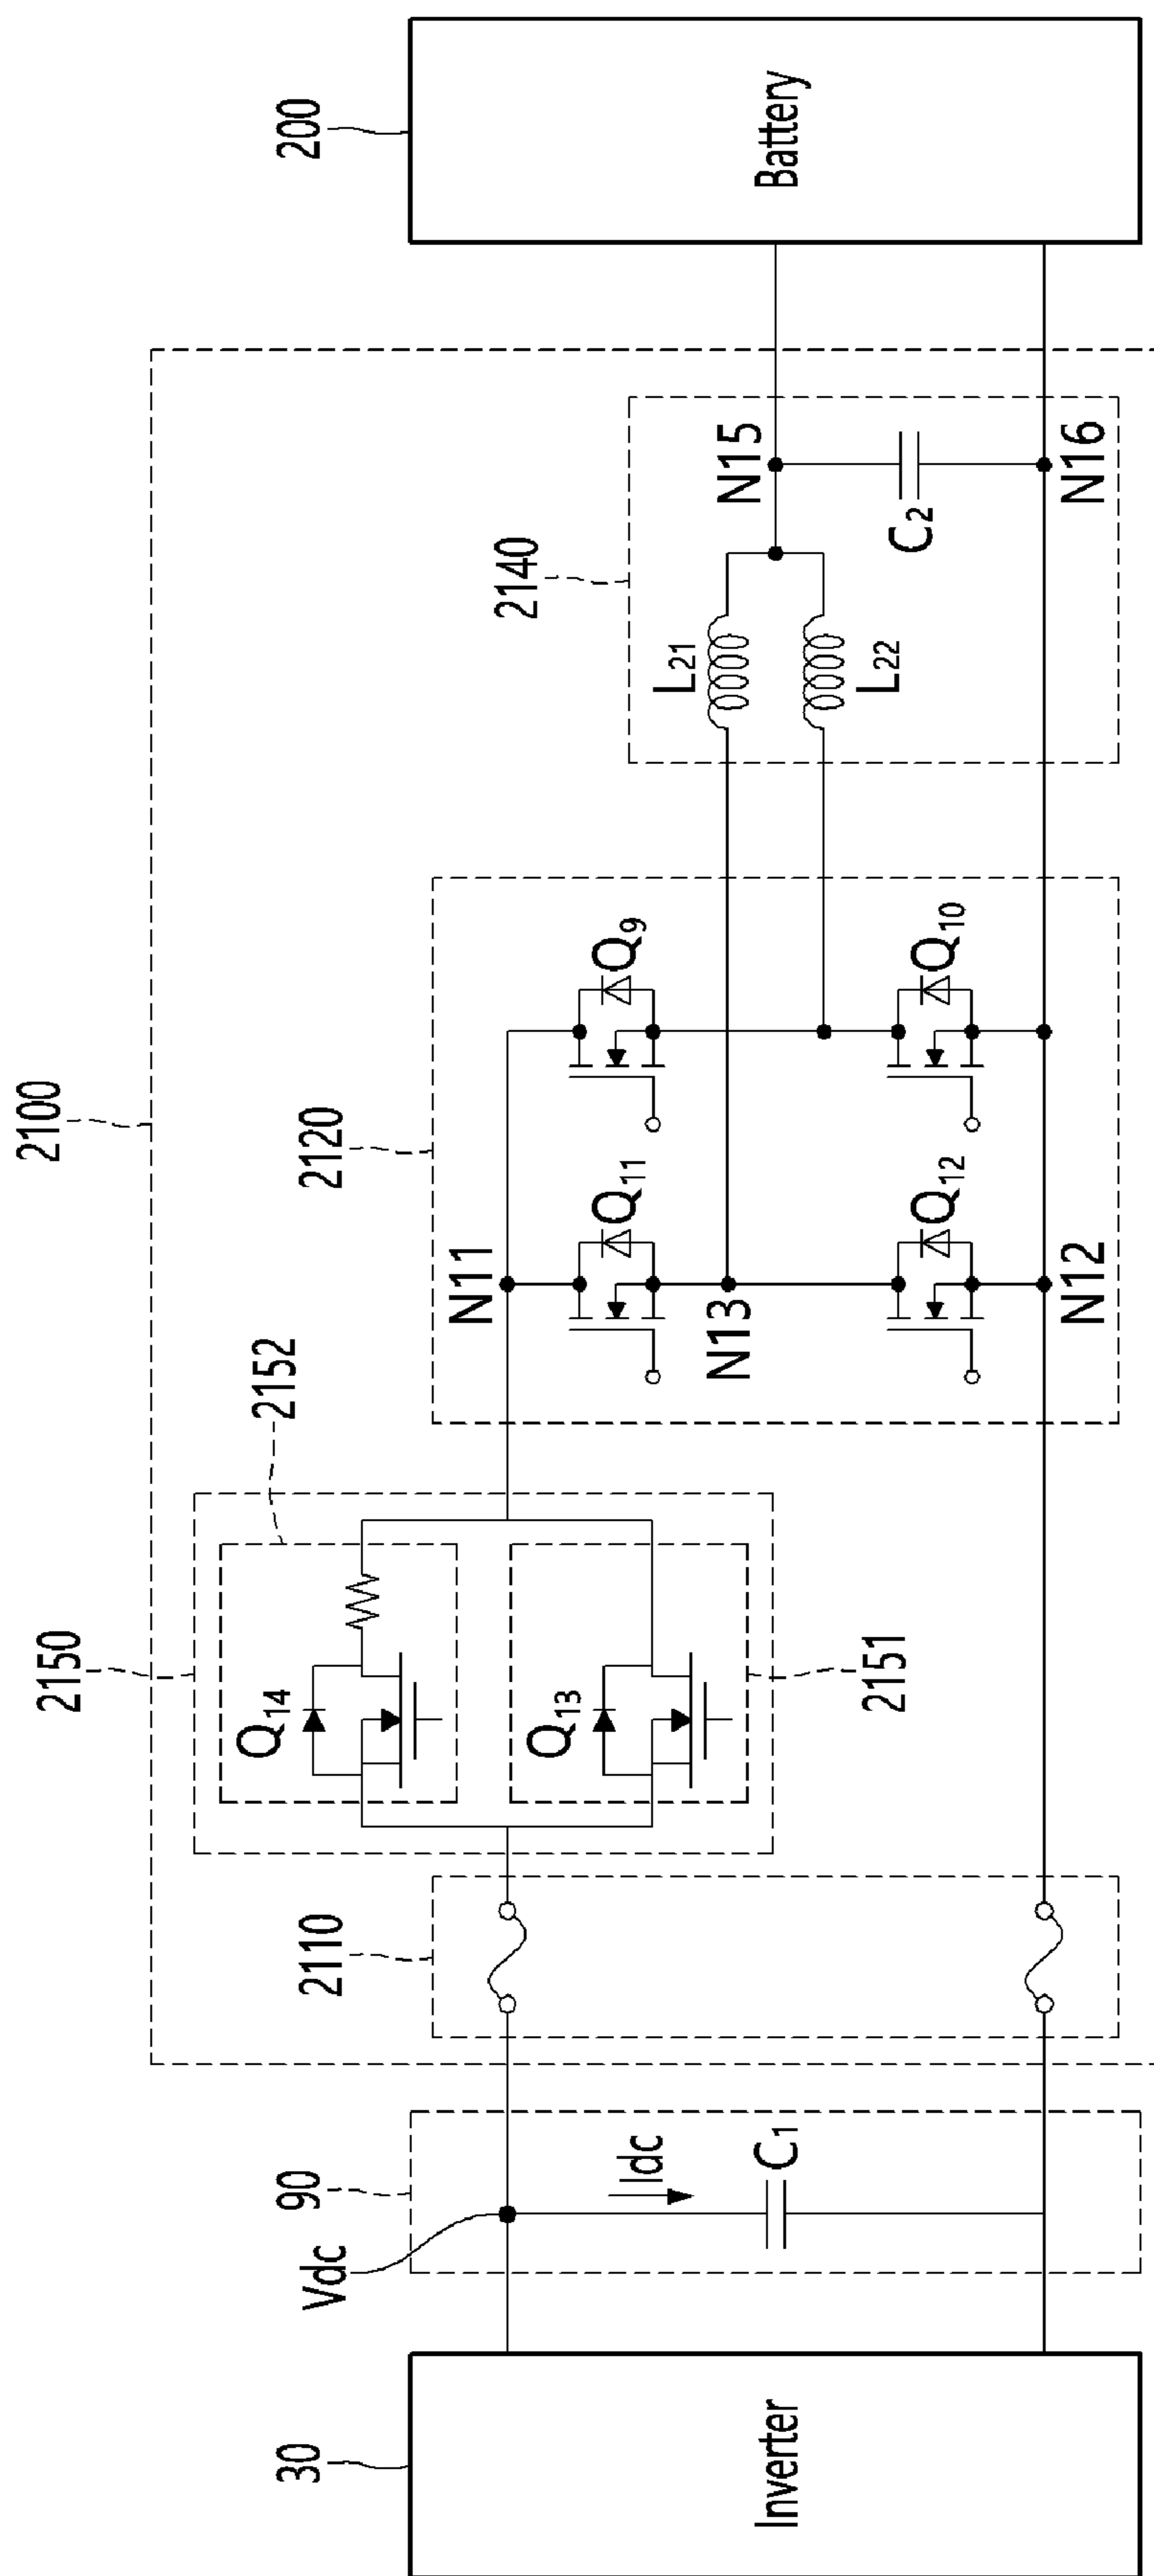 2100
200
30
Inverter
Vdc
90
Idc
C1
2110
2150
Q14
Q13
2152
2151
2120
N11
Q11
Q9
N13
Q12
Q10
N12
2140
L21
L22
N15
C2
N16
Battery